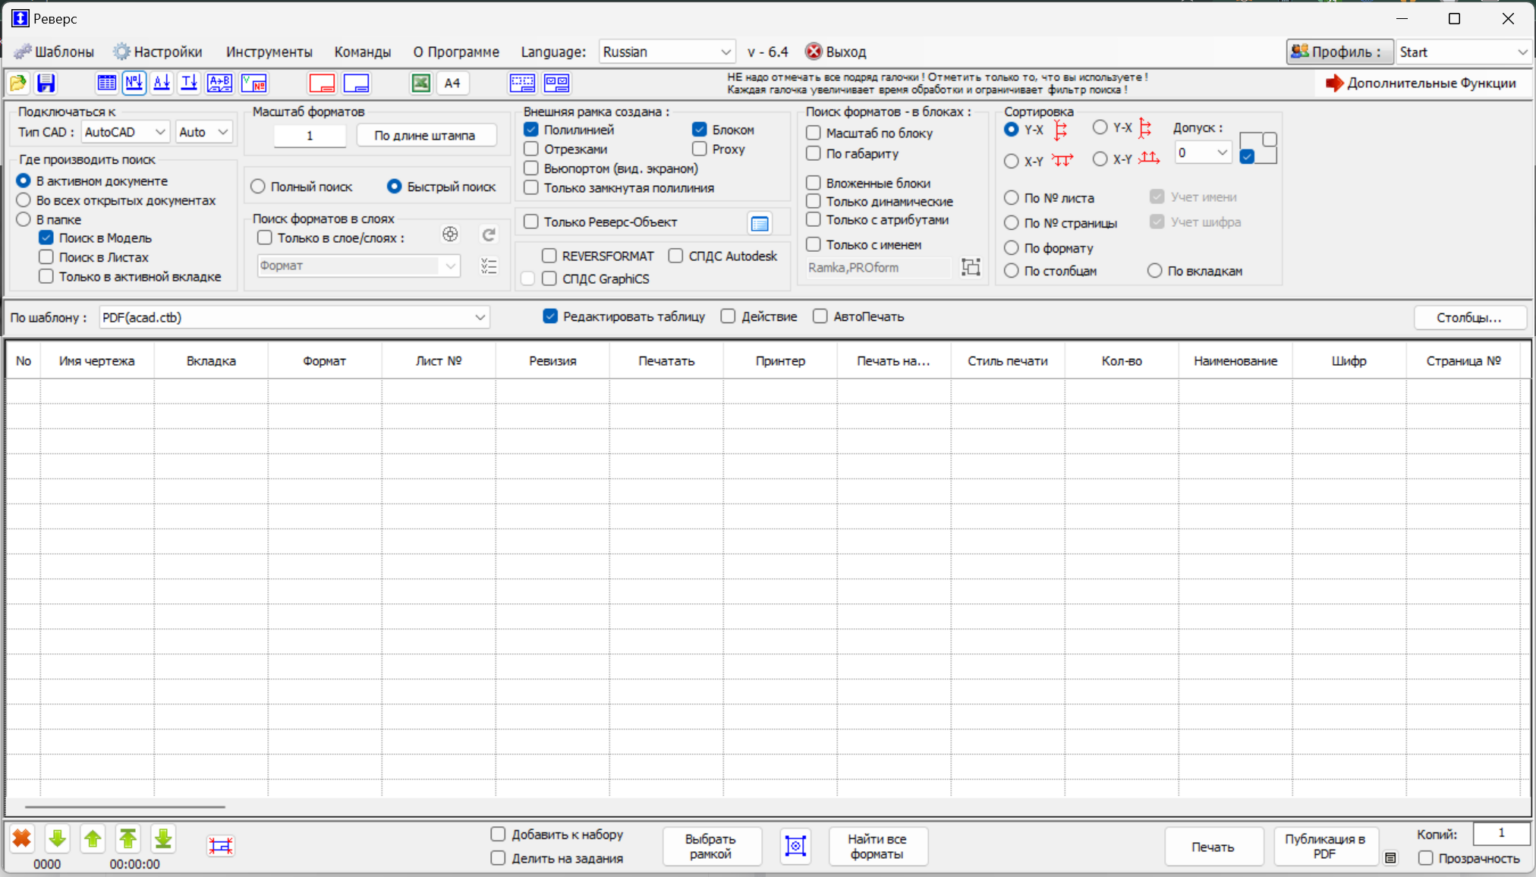 Реверс
Шаблоны Настройки Инструменты Команды О Программе Language: Russian v - 6.4 Выход Профиль : Start
A4
НЕ надо отмечать все подряд галочки ! Отметить только то, что вы используете !
Каждая галочка увеличивает время обработки и ограничивает фильтр поиска !
Дополнительные Функции
Подключаться к
Тип CAD : AutoCAD Auto
Где производить поиск
В активном документе
Во всех открытых документах
В папке
Поиск в Модель
Поиск в Листах
Только в активной вкладке
Масштаб форматов
1 По длине штампа
Полный поиск Быстрый поиск
Поиск форматов в слоях
Только в слое/слоях :
Формат
Внешняя рамка создана :
Полилинией Блоком
Отрезками Proxy
Вьюпортом (вид. экраном)
Только замкнутая полилиния
Только Реверс-Объект
REVERSFORMAT СПДС Autodesk
СПДС GraphiCS
Поиск форматов - в блоках :
Масштаб по блоку
По габариту
Вложенные блоки
Только динамические
Только с атрибутами
Только с именем
Ramka,PROform
Сортировка
Y-X Y-X Допуск :
X-Y X-Y 0
По № листа Учет имени
По № страницы Учет шифра
По формату
По столбцам По вкладкам
По шаблону : PDF(acad.ctb) Редактировать таблицу Действие АвтоПечать Столбцы...
No Имя чертежа Вкладка Формат Лист № Ревизия Печатать Принтер Печать на... Стиль печати Кол-во Наименование Шифр Страница №
0000 00:00:00
Добавить к набору
Делить на задания
Выбрать
рамкой
Найти все
форматы
Печать
Публикация в
PDF
Копий: 1
Прозрачность